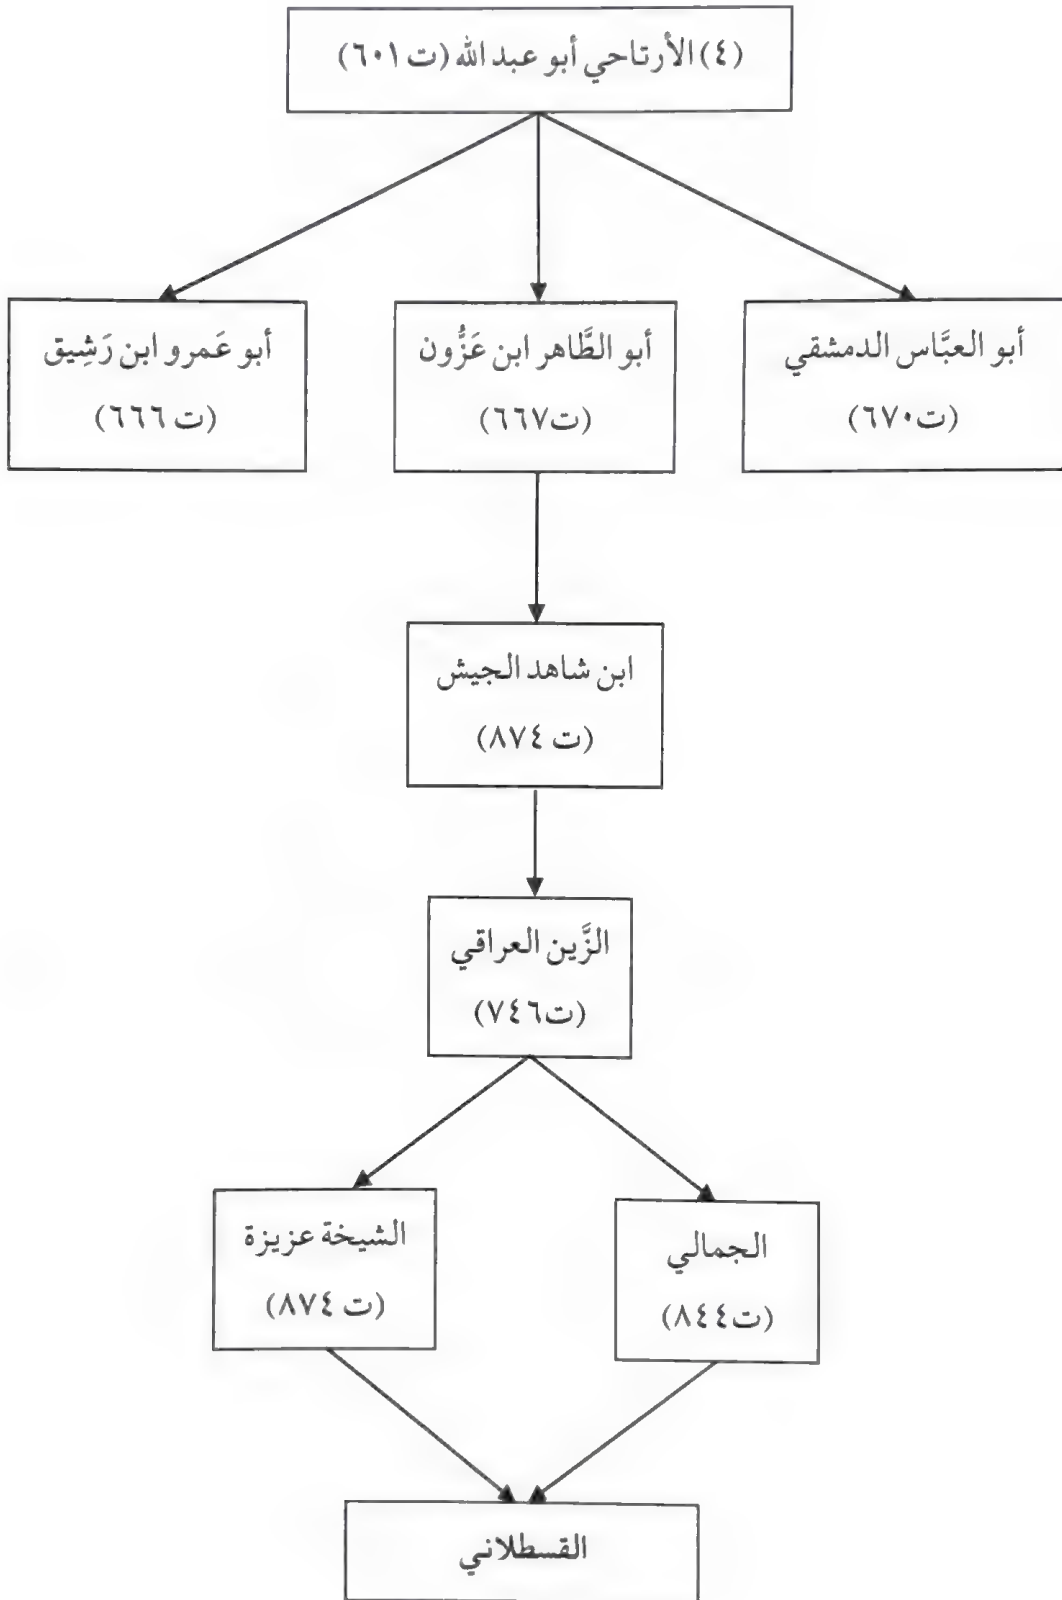 (٤) الأرتاحي أبو عبد الله (ت ٦٠١)
أبو العبَّاس الدمشقي
(ت٦٧٠)
أبو الطَّاهر ابن عَزُّون
(ت٦٦٧)
أبو عَمرو ابن رَشِيق
(ت ٦٦٦)
ابن شاهد الجيش
(ت ٨٧٤)
الزَّين العراقي
(ت٧٤٦)
الجمالي
(ت٨٤٤)
الشيخة عزيزة
(ت ٨٧٤)
القسطلاني